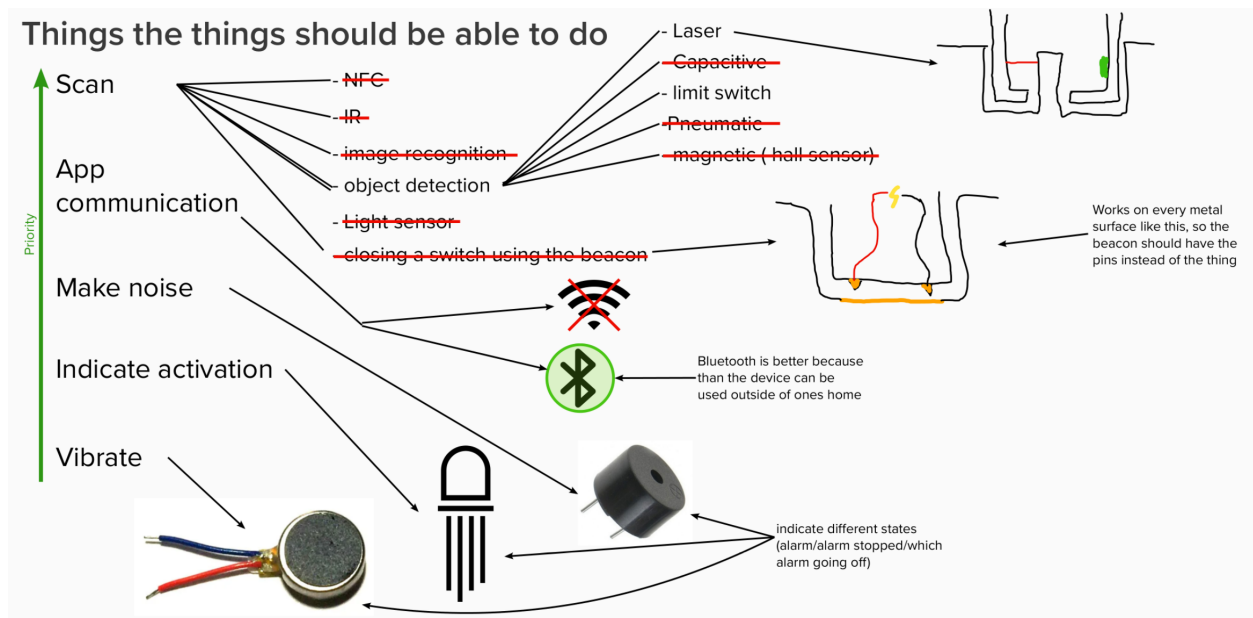 Things the things should be able to do
Scan
- NFC
- IR
- image recognition
- object detection
- Light sensor
- closing a switch using the beacon
- Laser
- Capacitive
- limit switch
-Pneumatic
- magnetic ( hall sensor)
App
communication
Priority
Works on every metal
surface like this, so the
beacon should have the
pins instead of the thing
Make noise
Indicate activation
Bluetooth is better because
than the device can be
used outside of ones home
Vibrate
indicate different states
(alarm/alarm stopped/which
alarm going off)